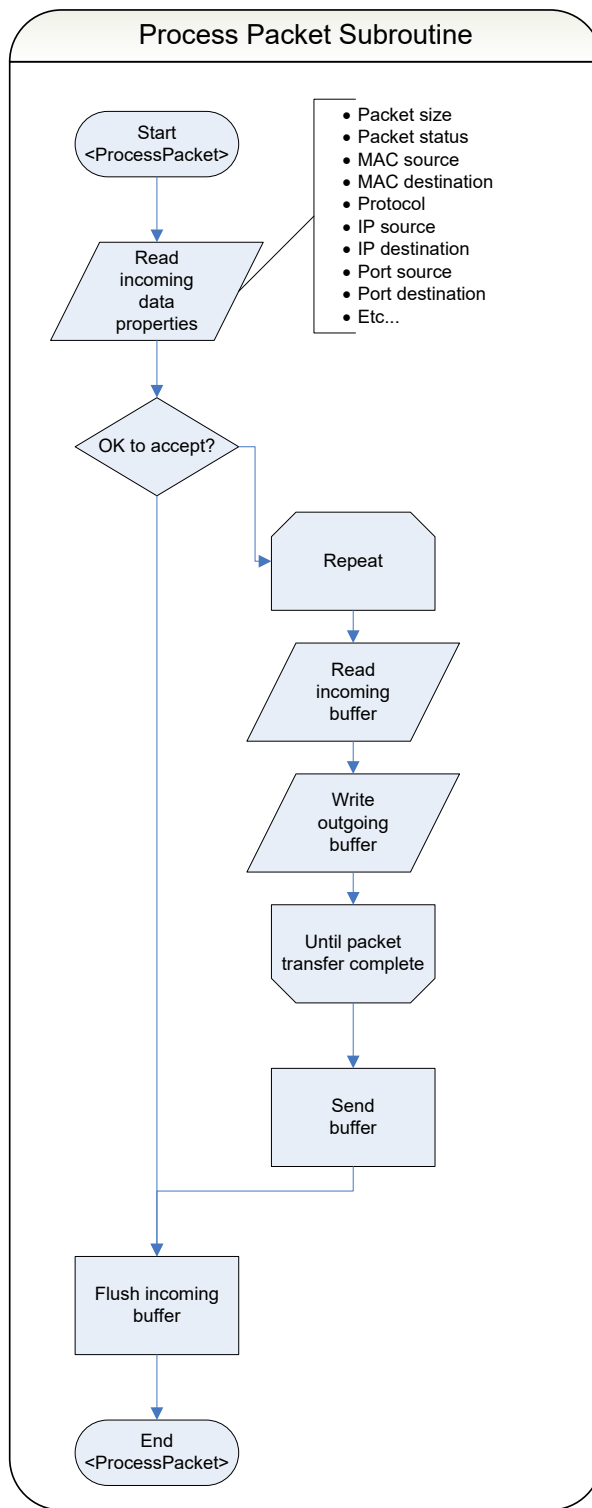 Process Packet Subroutine
Start
<ProcessPacket>
• Packet size
• Packet status
• MAC source
• MAC destination
• Protocol
• IP source
• IP destination
• Port source
• Port destination
• Etc...
Read
incoming
data
properties
OK to accept?
Repeat
Read
incoming
buffer
Write
outgoing
buffer
Until packet
transfer complete
Send
buffer
Flush incoming
buffer
End
<ProcessPacket>